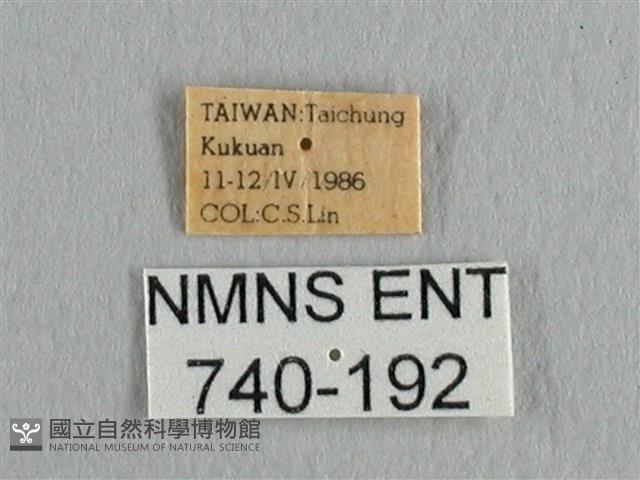 TAIWAN:Taichung
Kukuan
11-12/IV/1986
COL:C.S.Lin
NMNS ENT
740-192
國立自然科學博物館
NATIONAL MUSEUM OF NATURAL SCIENCE